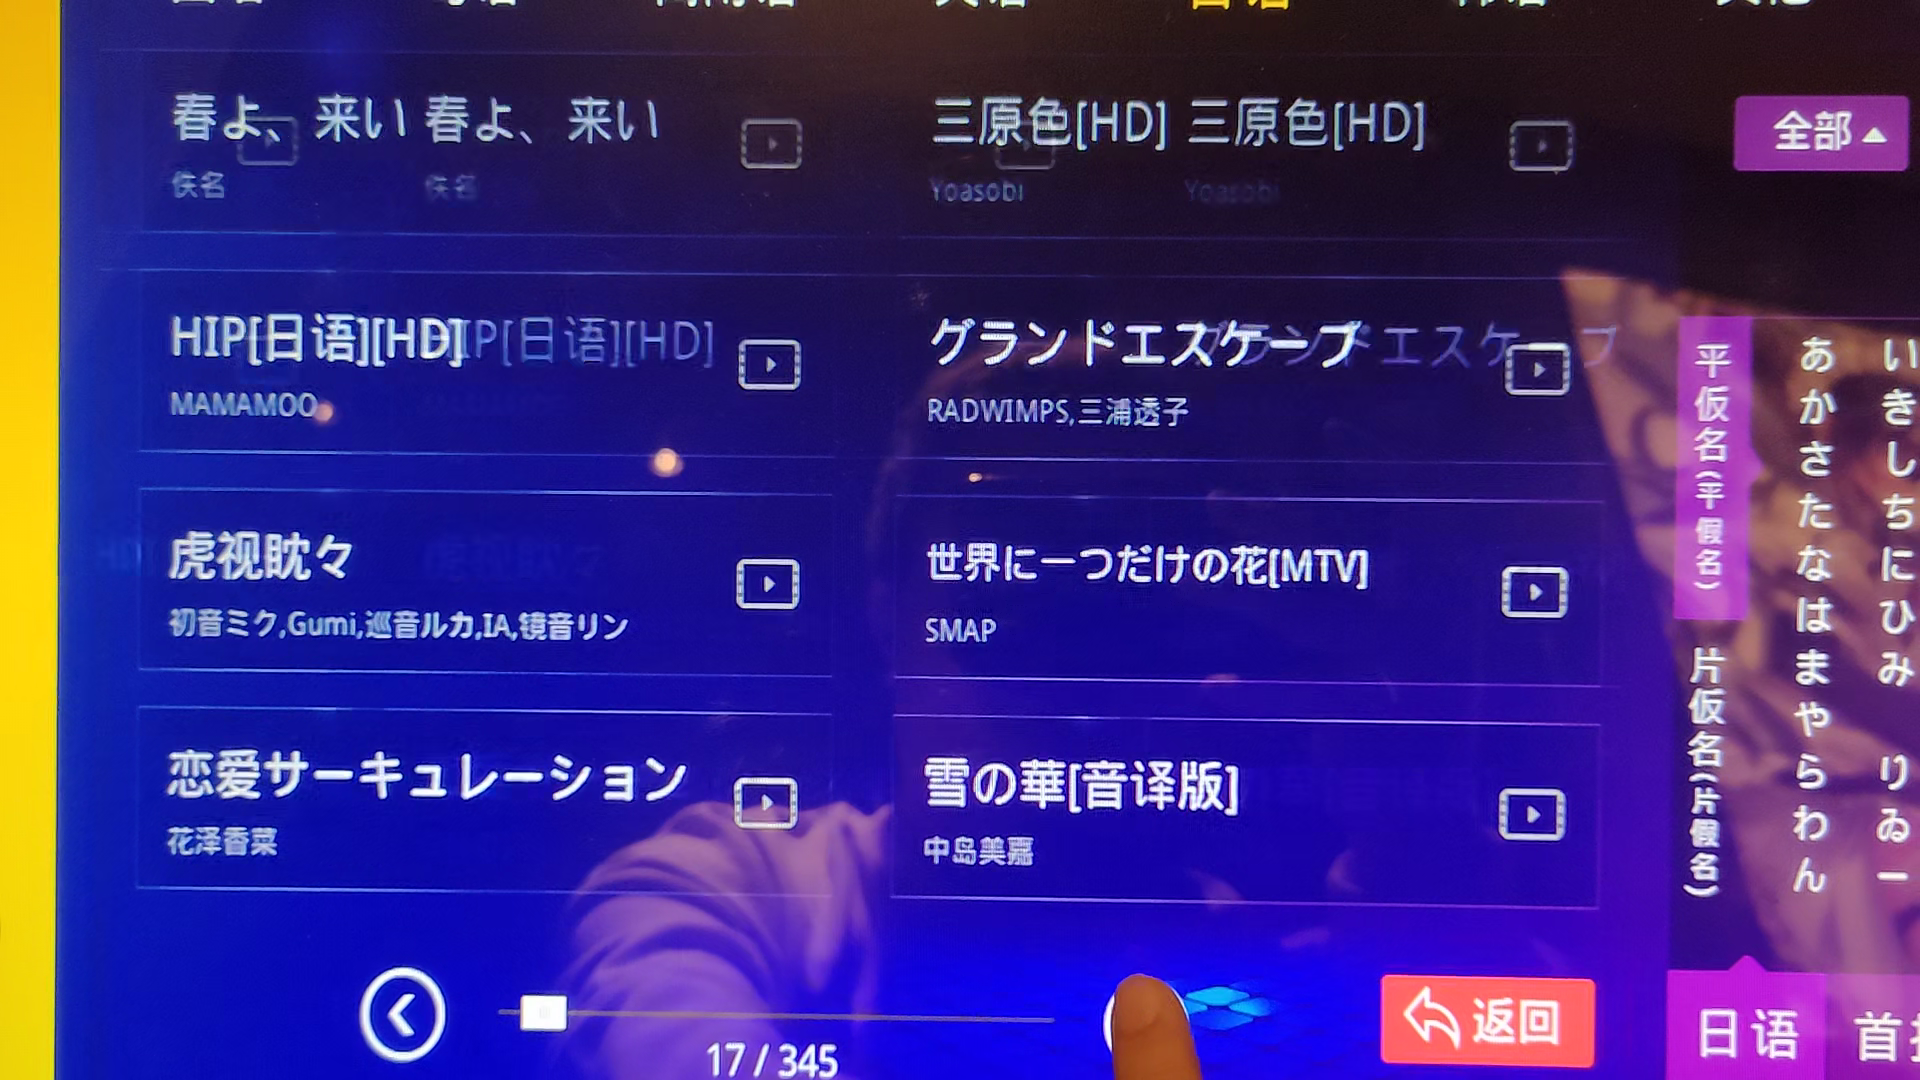 日语
春よ、来い 春よ、来い
佚名 佚名
三原色[HD] 三原色[HD]
Yoasobi Yoasobi
全部
HIP[日语][HD] HIP[日语][HD]
MAMAMOO
グランドエスケープ グランドエスケープ
RADWIMPS,三浦透子
虎视眈々
初音ミク,Gumi,巡音ルカ,IA,镜音リン
世界に一つだけの花[MTV]
SMAP
恋爱サーキュレーション
花泽香菜
雪の華[音译版]
中岛美嘉
平仮名(平假名)
片仮名(片假名)
あかさたなはまやらわん
いきしちにひみ りゐー
17 / 345
返回
日语
首